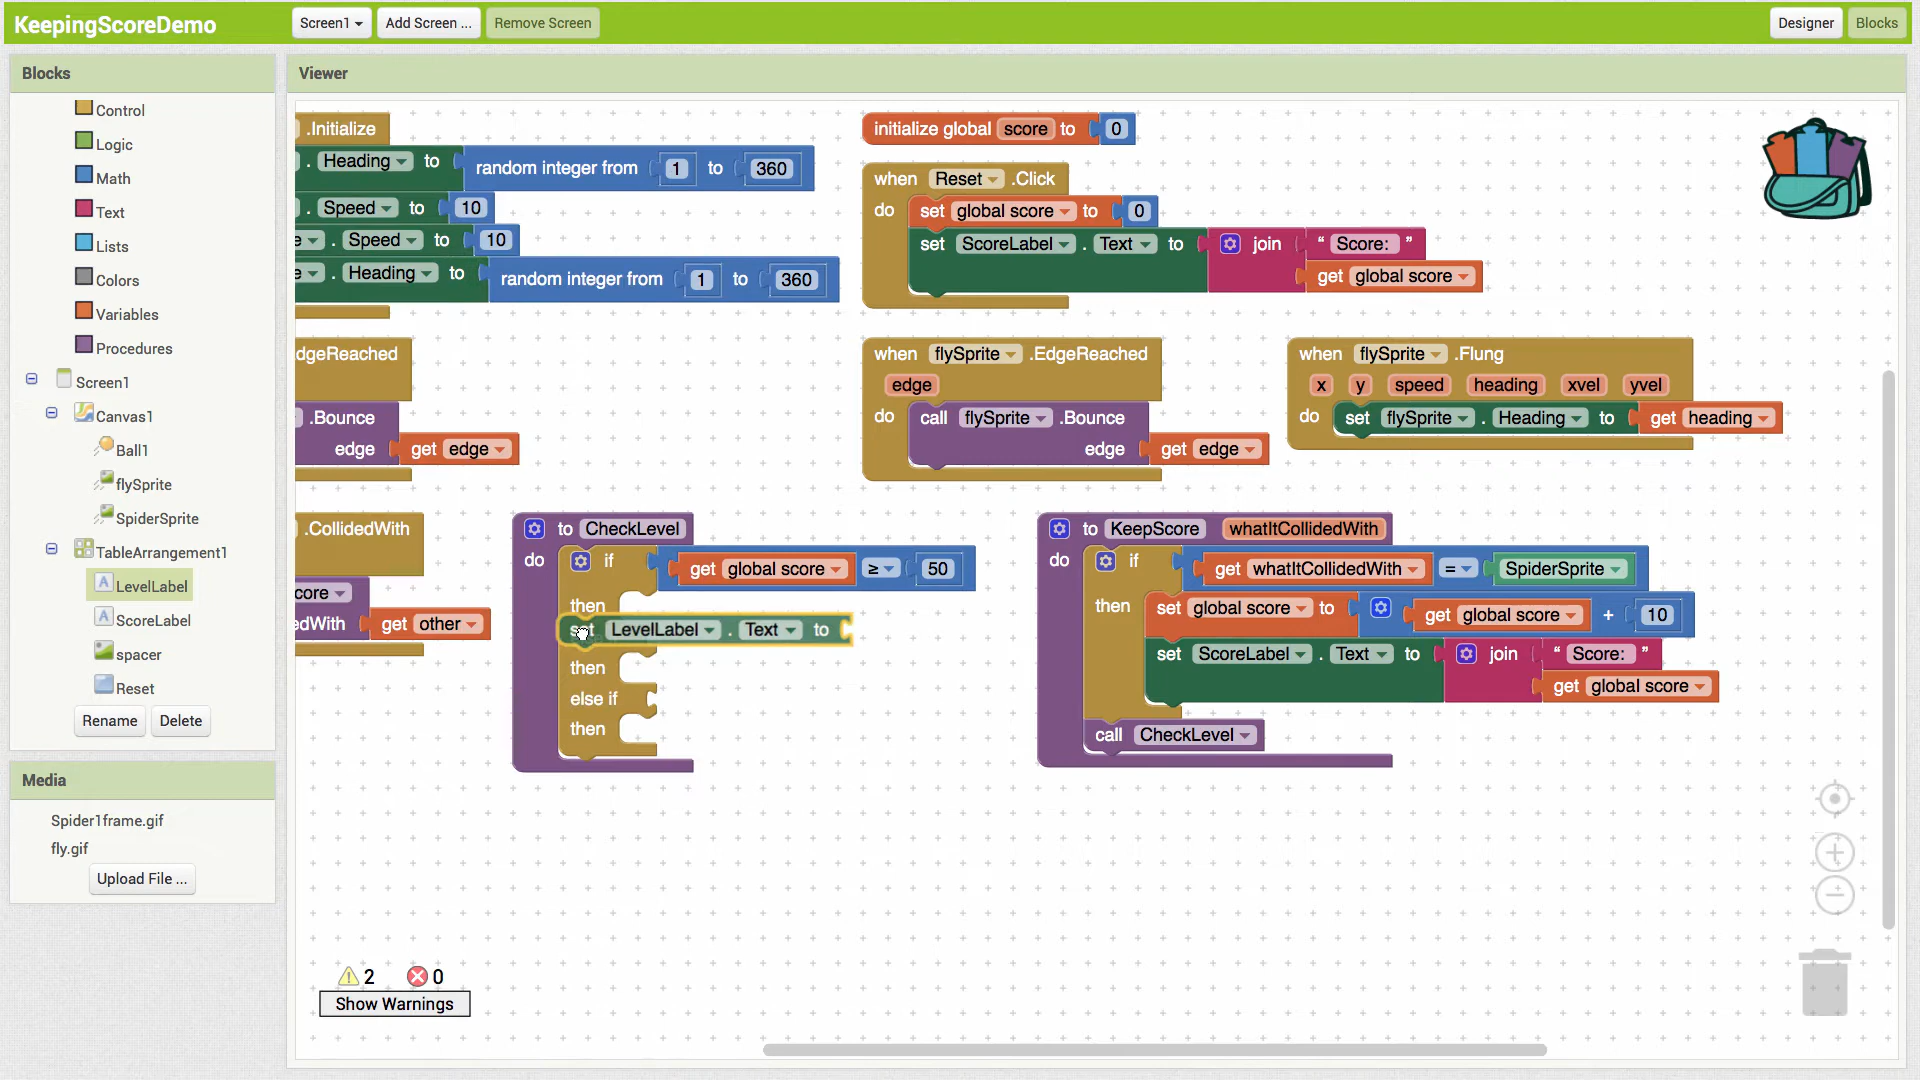 KeepingScoreDemo
Screen1
Add Screen ...
Remove Screen
Designer
Blocks
Blocks
Control
Logic
Math
Text
Lists
Colors
Variables
Procedures
Screen1
Canvas1
Ball1
flySprite
SpiderSprite
TableArrangement1
LevelLabel
ScoreLabel
spacer
Reset
Rename
Delete
Media
Spider1frame.gif
fly.gif
Upload File ...
Viewer
.Initialize
. Heading to random integer from 1 to 360
. Speed to 10
e . Speed to 10
e . Heading to random integer from 1 to 360
initialize global score to 0
when Reset .Click
do set global score to 0
set ScoreLabel . Text to join " Score: "
get global score
dgeReached
.Bounce
edge get edge
when flySprite .EdgeReached
edge
do call flySprite .Bounce
edge get edge
when flySprite .Flung
x y speed heading xvel yvel
do set flySprite . Heading to get heading
.CollidedWith
core
edWith get other
to CheckLevel
do if get global score ≥ 50
then
LevelLabel . Text to
then
else if
then
to KeepScore whatItCollidedWith
do if get whatItCollidedWith = SpiderSprite
then set global score to get global score + 10
set ScoreLabel . Text to join " Score: "
get global score
call CheckLevel
2 0
Show Warnings